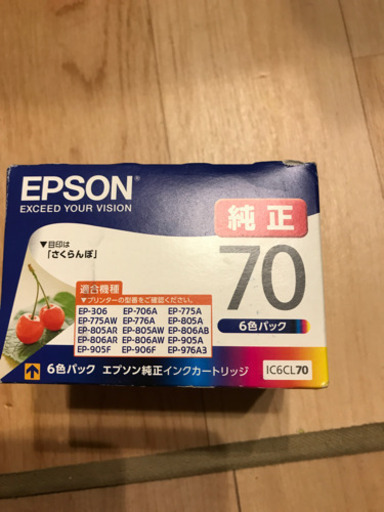 EPSON®
EXCEED YOUR VISION
純正
▼目印は
「さくらんぼ」
70
適合機種
▼プリンターの型番をご確認ください。
EP-306 EP-706A EP-775A
EP-775AW EP-776A EP-805A
EP-805AR EP-805AW EP-806AB
EP-806AR EP-806AW EP-905A
EP-905F EP-906F EP-976A3
6色パック
6色パック エプソン純正インクカートリッジ
IC6CL70